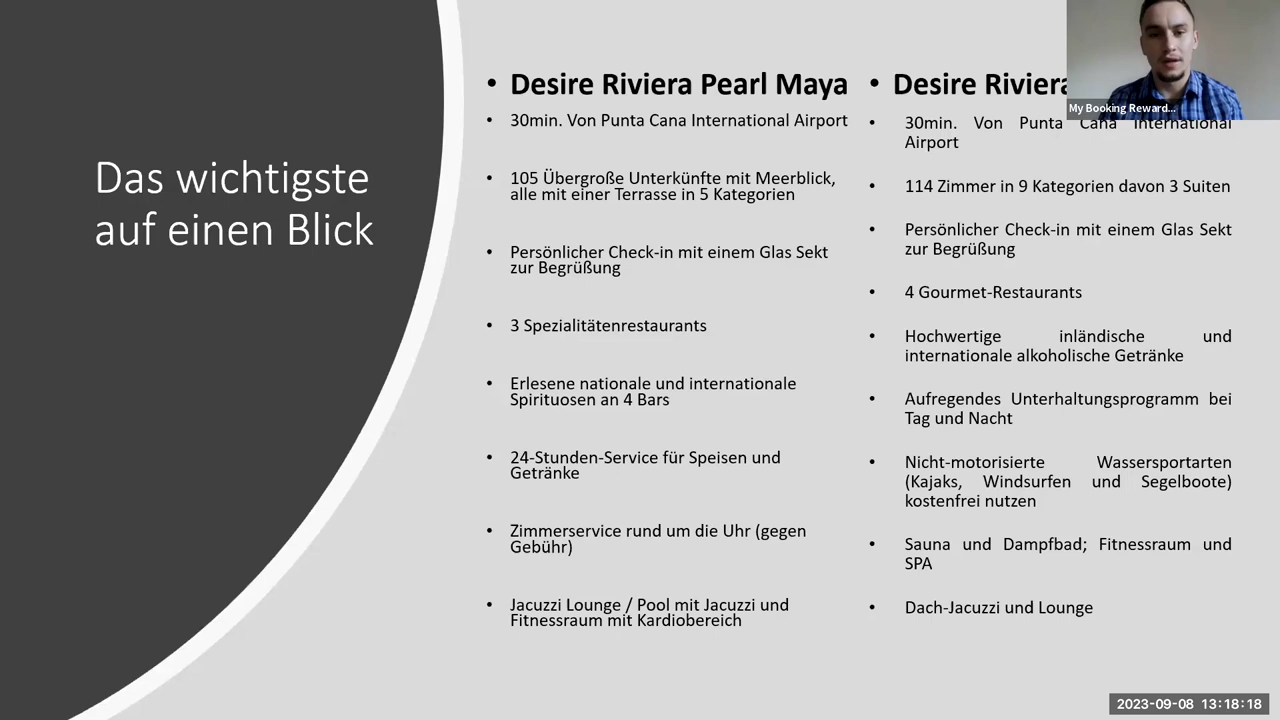 Das wichtigste
auf einen Blick
• Desire Riviera Pearl Maya
• 30min. Von Punta Cana International Airport
• 105 Übergroße Unterkünfte mit Meerblick,
alle mit einer Terrasse in 5 Kategorien
• Persönlicher Check-in mit einem Glas Sekt
zur Begrüßung
• 3 Spezialitätenrestaurants
• Erlesene nationale und internationale
Spirituosen an 4 Bars
• 24-Stunden-Service für Speisen und
Getränke
• Zimmerservice rund um die Uhr (gegen
Gebühr)
• Jacuzzi Lounge / Pool mit Jacuzzi und
Fitnessraum mit Kardiobereich
• Desire Riviera
• 30min. Von Punta Cana International
Airport
• 114 Zimmer in 9 Kategorien davon 3 Suiten
• Persönlicher Check-in mit einem Glas Sekt
zur Begrüßung
• 4 Gourmet-Restaurants
• Hochwertige inländische und
internationale alkoholische Getränke
• Aufregendes Unterhaltungsprogramm bei
Tag und Nacht
• Nicht-motorisierte Wassersportarten
(Kajaks, Windsurfen und Segelboote)
kostenfrei nutzen
• Sauna und Dampfbad; Fitnessraum und
SPA
• Dach-Jacuzzi und Lounge
My Booking Reward...
2023-09-08 13:18:18